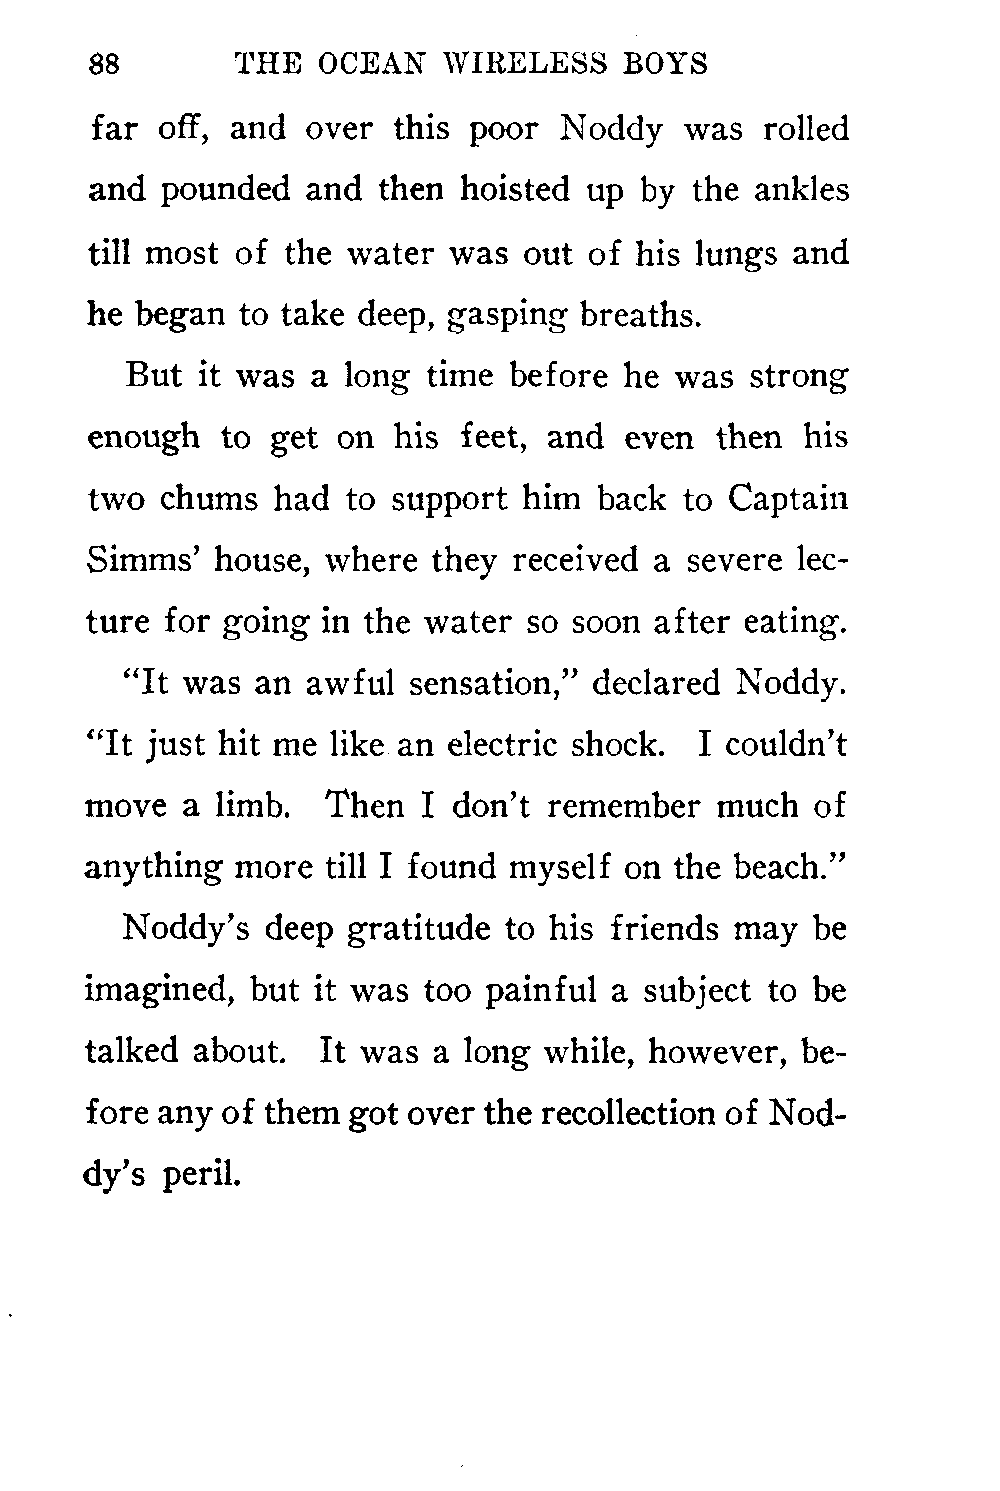 88 THE OCEAN WIRELESS BOYS
far off, and over this poor Noddy was rolled
and pounded and then hoisted up by the ankles
till most of the water was out of his lungs and
he began to take deep, gasping breaths.
But it was a long time before he was strong
enough to get on his feet, and even then his
two chums had to support him back to Captain
Simms’ house, where they received a severe lec-
ture for going in the water so soon after eating.
“It was an awful sensation,” declared Noddy.
“It just hit me like an electric shock. I couldn’t
move a limb. Then I don’t remember much of
anything more till I found myself on the beach.”
Noddy’s deep gratitude to his friends may be
imagined, but it was too painful a subject to be
talked about. It was a long while, however, be-
fore any of them got over the recollection of Nod-
dy’s peril.